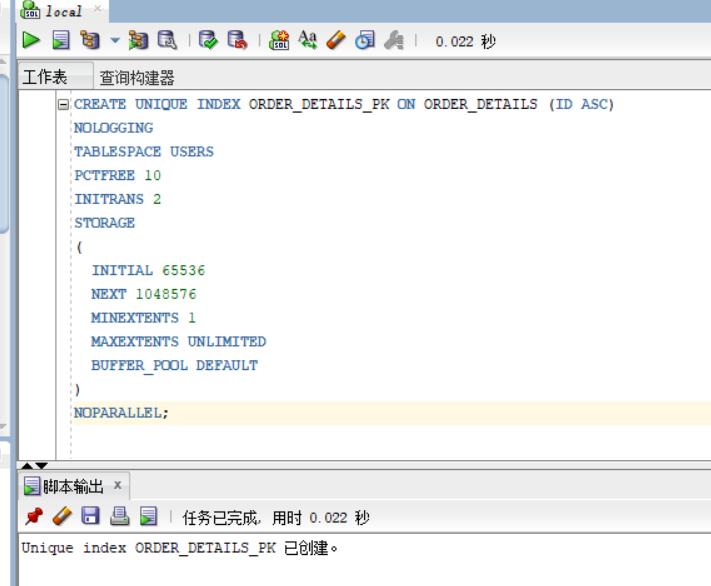 local
0.022 秒
工作表 查询构建器
CREATE UNIQUE INDEX ORDER_DETAILS_PK ON ORDER_DETAILS (ID ASC)
NOLOGGING
TABLESPACE USERS
PCTFREE 10
INITRANS 2
STORAGE
(
INITIAL 65536
NEXT 1048576
MINEXTENTS 1
MAXEXTENTS UNLIMITED
BUFFER_POOL DEFAULT
)
NOPARALLEL;
脚本输出 x
任务已完成, 用时 0.022 秒
Unique index ORDER_DETAILS_PK 已创建。